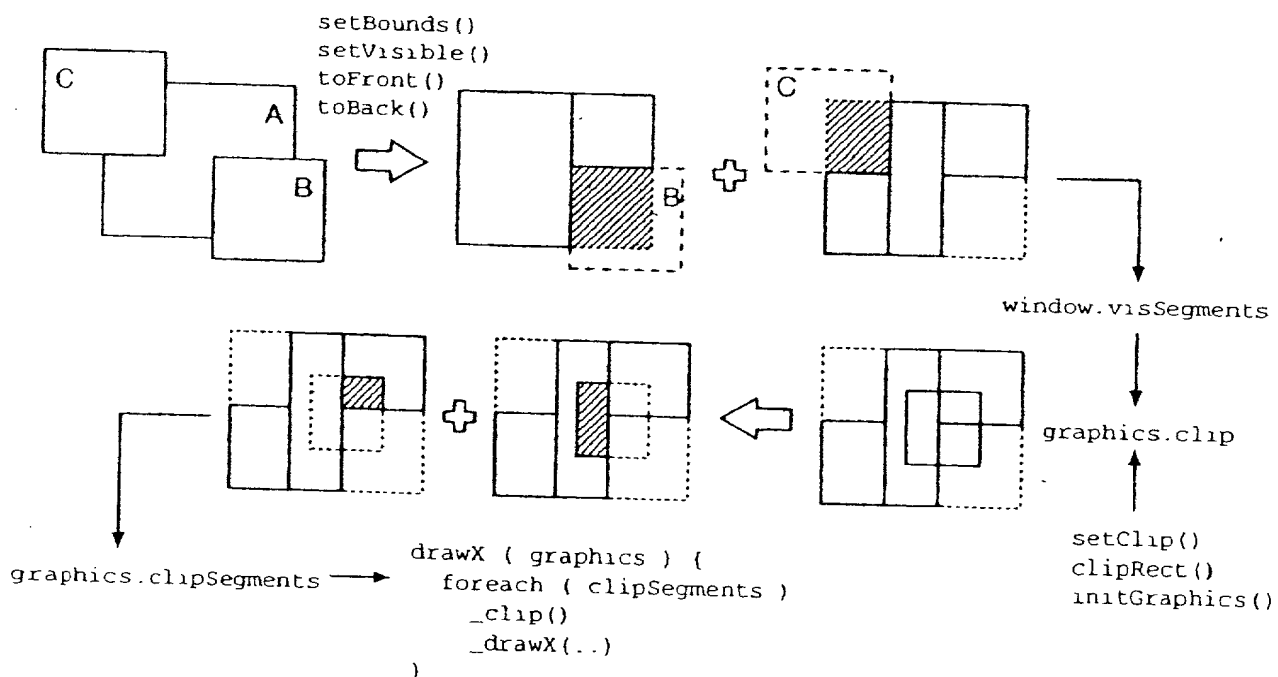 setBounds()
setVisible()
toFront()
toBack()
C
A
B
B
C
window.visSegments
graphics.clip
setClip()
clipRect()
initGraphics()
graphics.clipSegments
drawX ( graphics ) {
foreach ( clipSegments )
_clip()
_drawX(..)
}